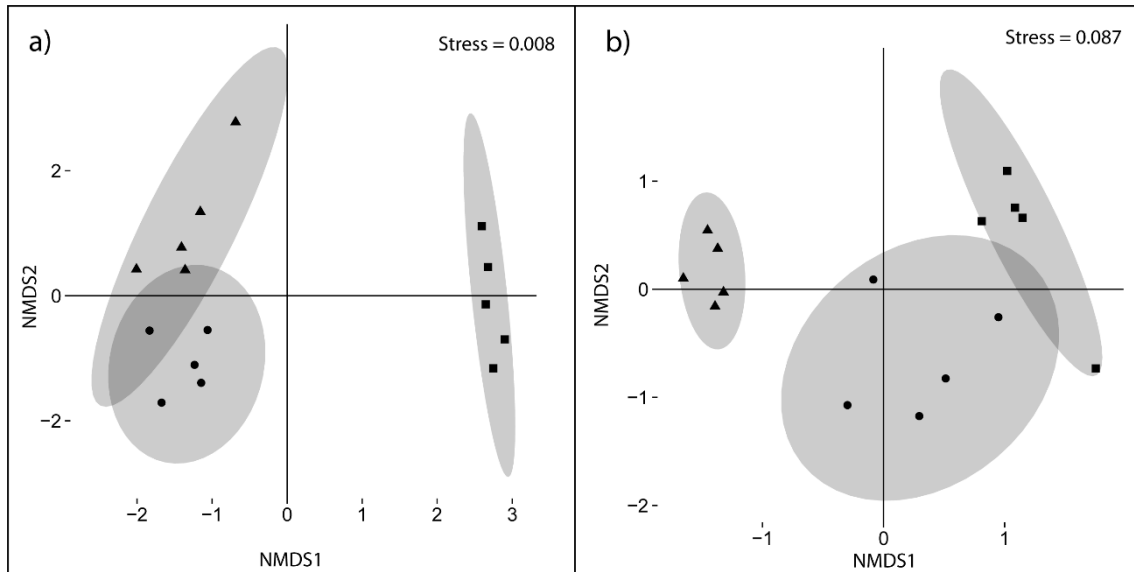 a)
Stress = 0.008
2
0
−2
NMDS2
−2 −1 0 1 2 3
NMDS1
b)
Stress = 0.087
1
0
−1
−2
NMDS2
−1 0 1
NMDS1